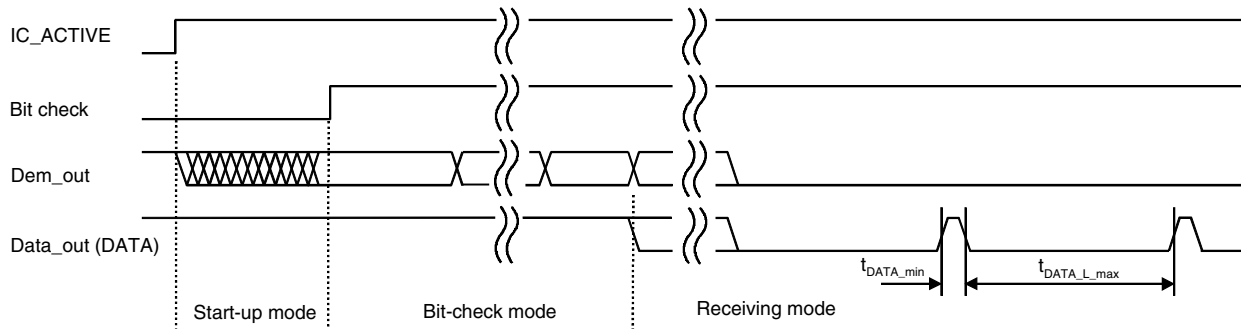 IC_ACTIVE
Bit check
Dem_out
Data_out (DATA)
tDATA_min
tDATA_L_max
Start-up mode
Bit-check mode
Receiving mode